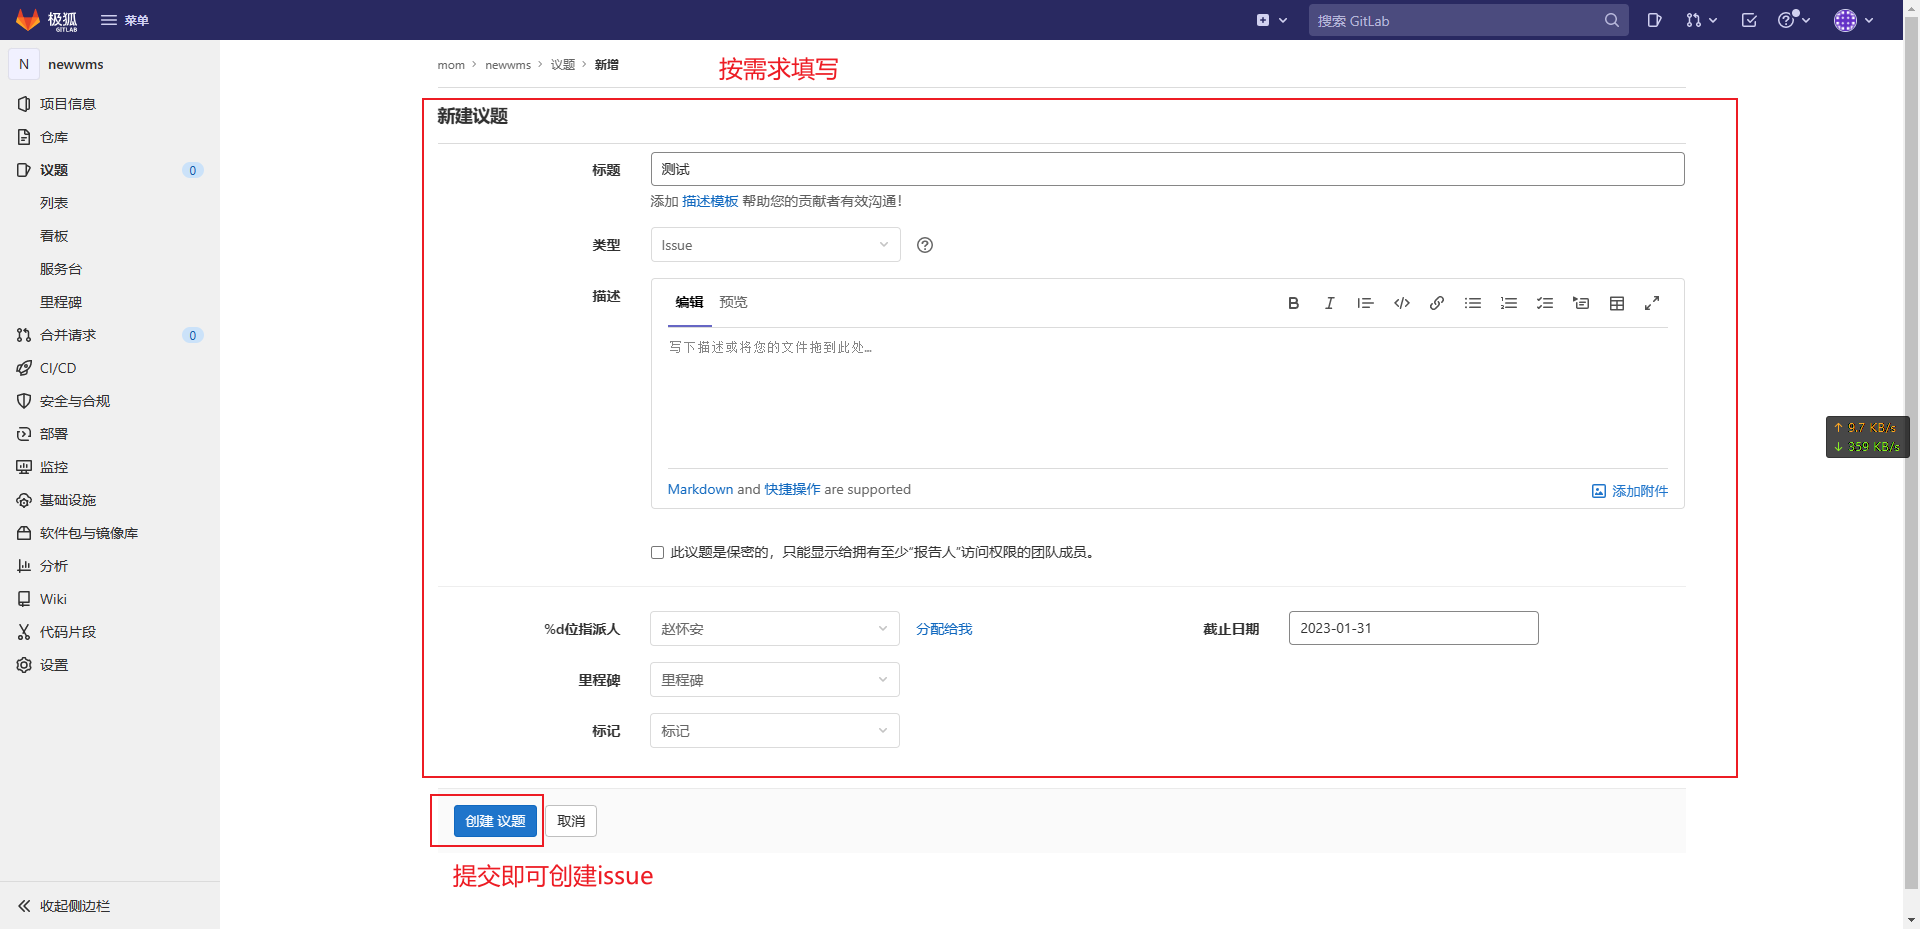 极狐
GITLAB
菜单
搜索 GitLab
N newwms
项目信息
仓库
议题 0
列表
看板
服务台
里程碑
合并请求 0
CI/CD
安全与合规
部署
监控
基础设施
软件包与镜像库
分析
Wiki
代码片段
设置
收起侧边栏
mom › newwms › 议题 › 新增
按需求填写
新建议题
标题 测试
添加 描述模板 帮助您的贡献者有效沟通!
类型 Issue
描述
编辑 预览
写下描述或将您的文件拖到此处…
Markdown and 快捷操作 are supported
添加附件
此议题是保密的，只能显示给拥有至少“报告人”访问权限的团队成员。
%d位指派人 赵怀安 分配给我 截止日期 2023-01-31
里程碑 里程碑
标记 标记
创建 议题 取消
提交即可创建issue
↑ 9.7 KB/s
↓ 359 KB/s